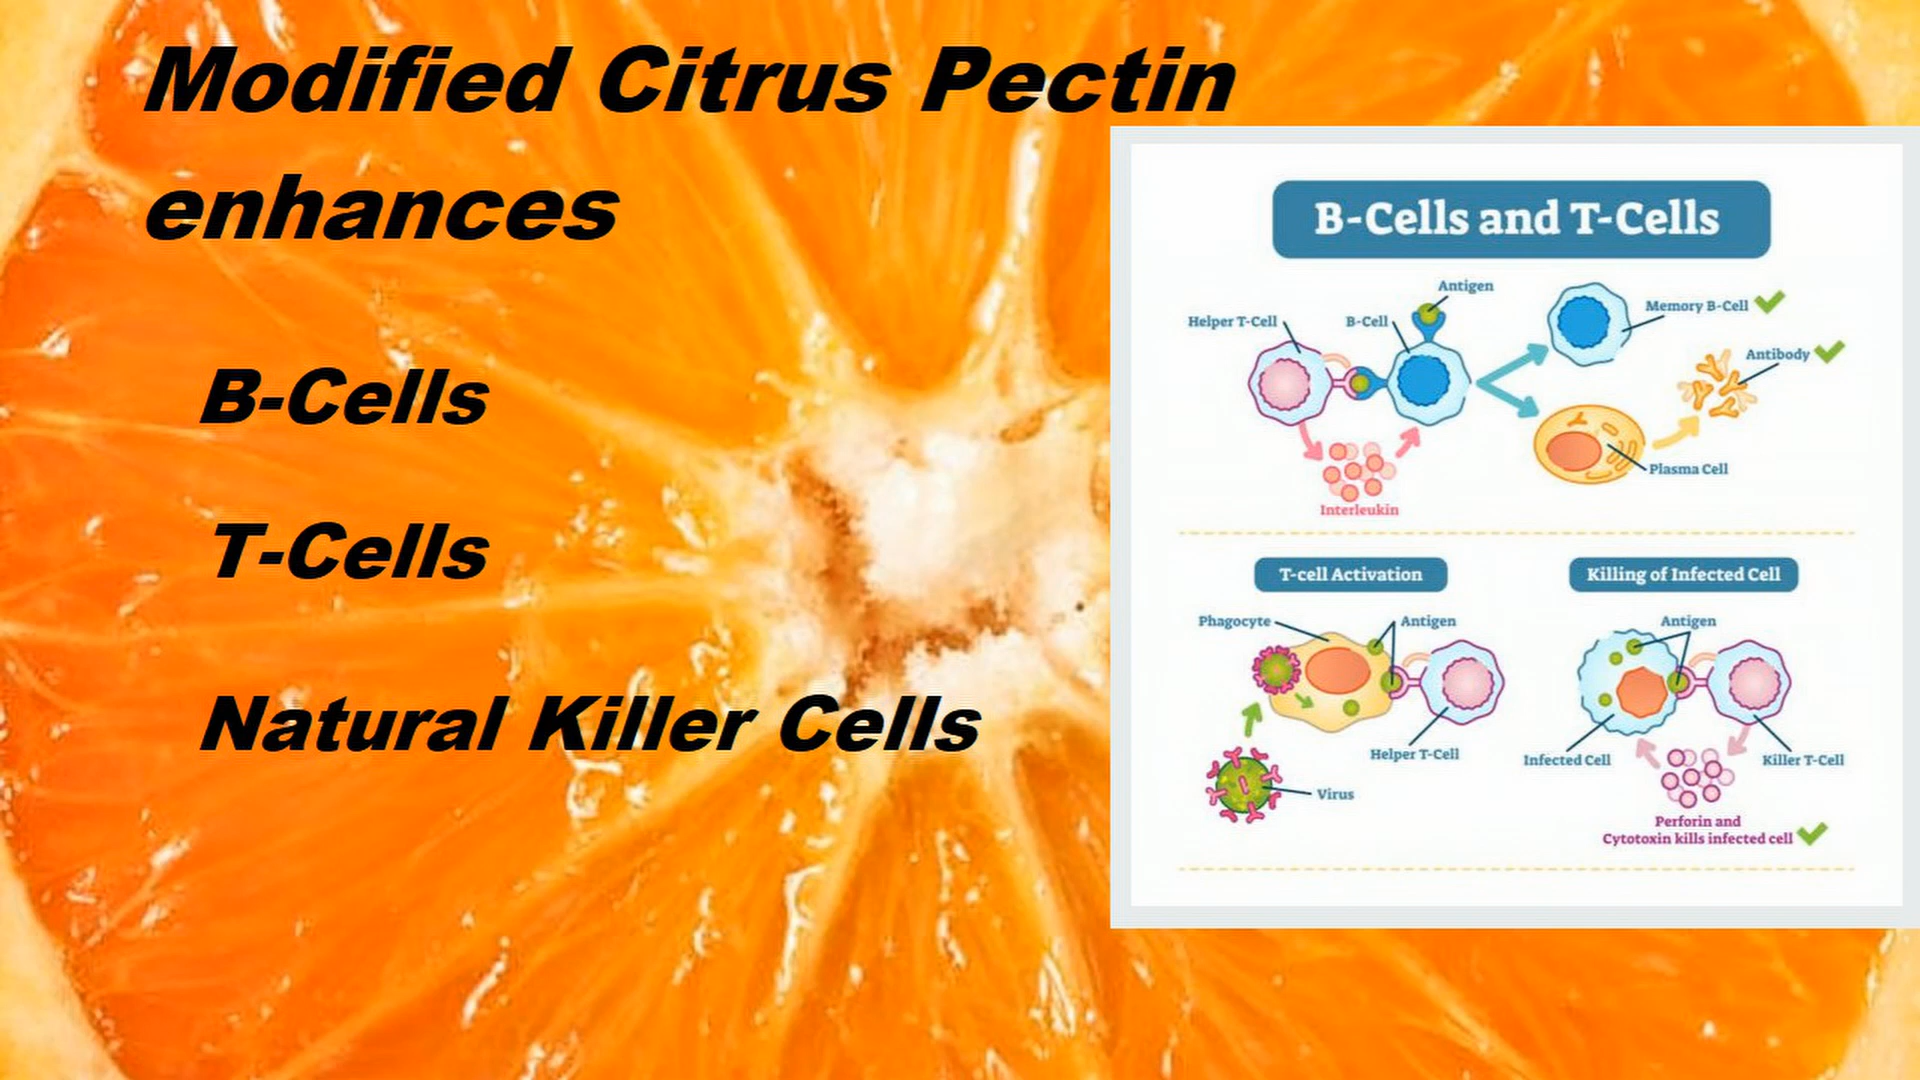 Modified Citrus Pectin
enhances
B-Cells
T-Cells
Natural Killer Cells
B-Cells and T-Cells
Antigen
Helper T-Cell
B-Cell
Memory B-Cell
Antibody
Plasma Cell
Interleukin
T-cell Activation
Killing of Infected Cell
Phagocyte
Antigen
Antigen
Helper T-Cell
Infected Cell
Killer T-Cell
Virus
Perforin and
Cytotoxin kills infected cell